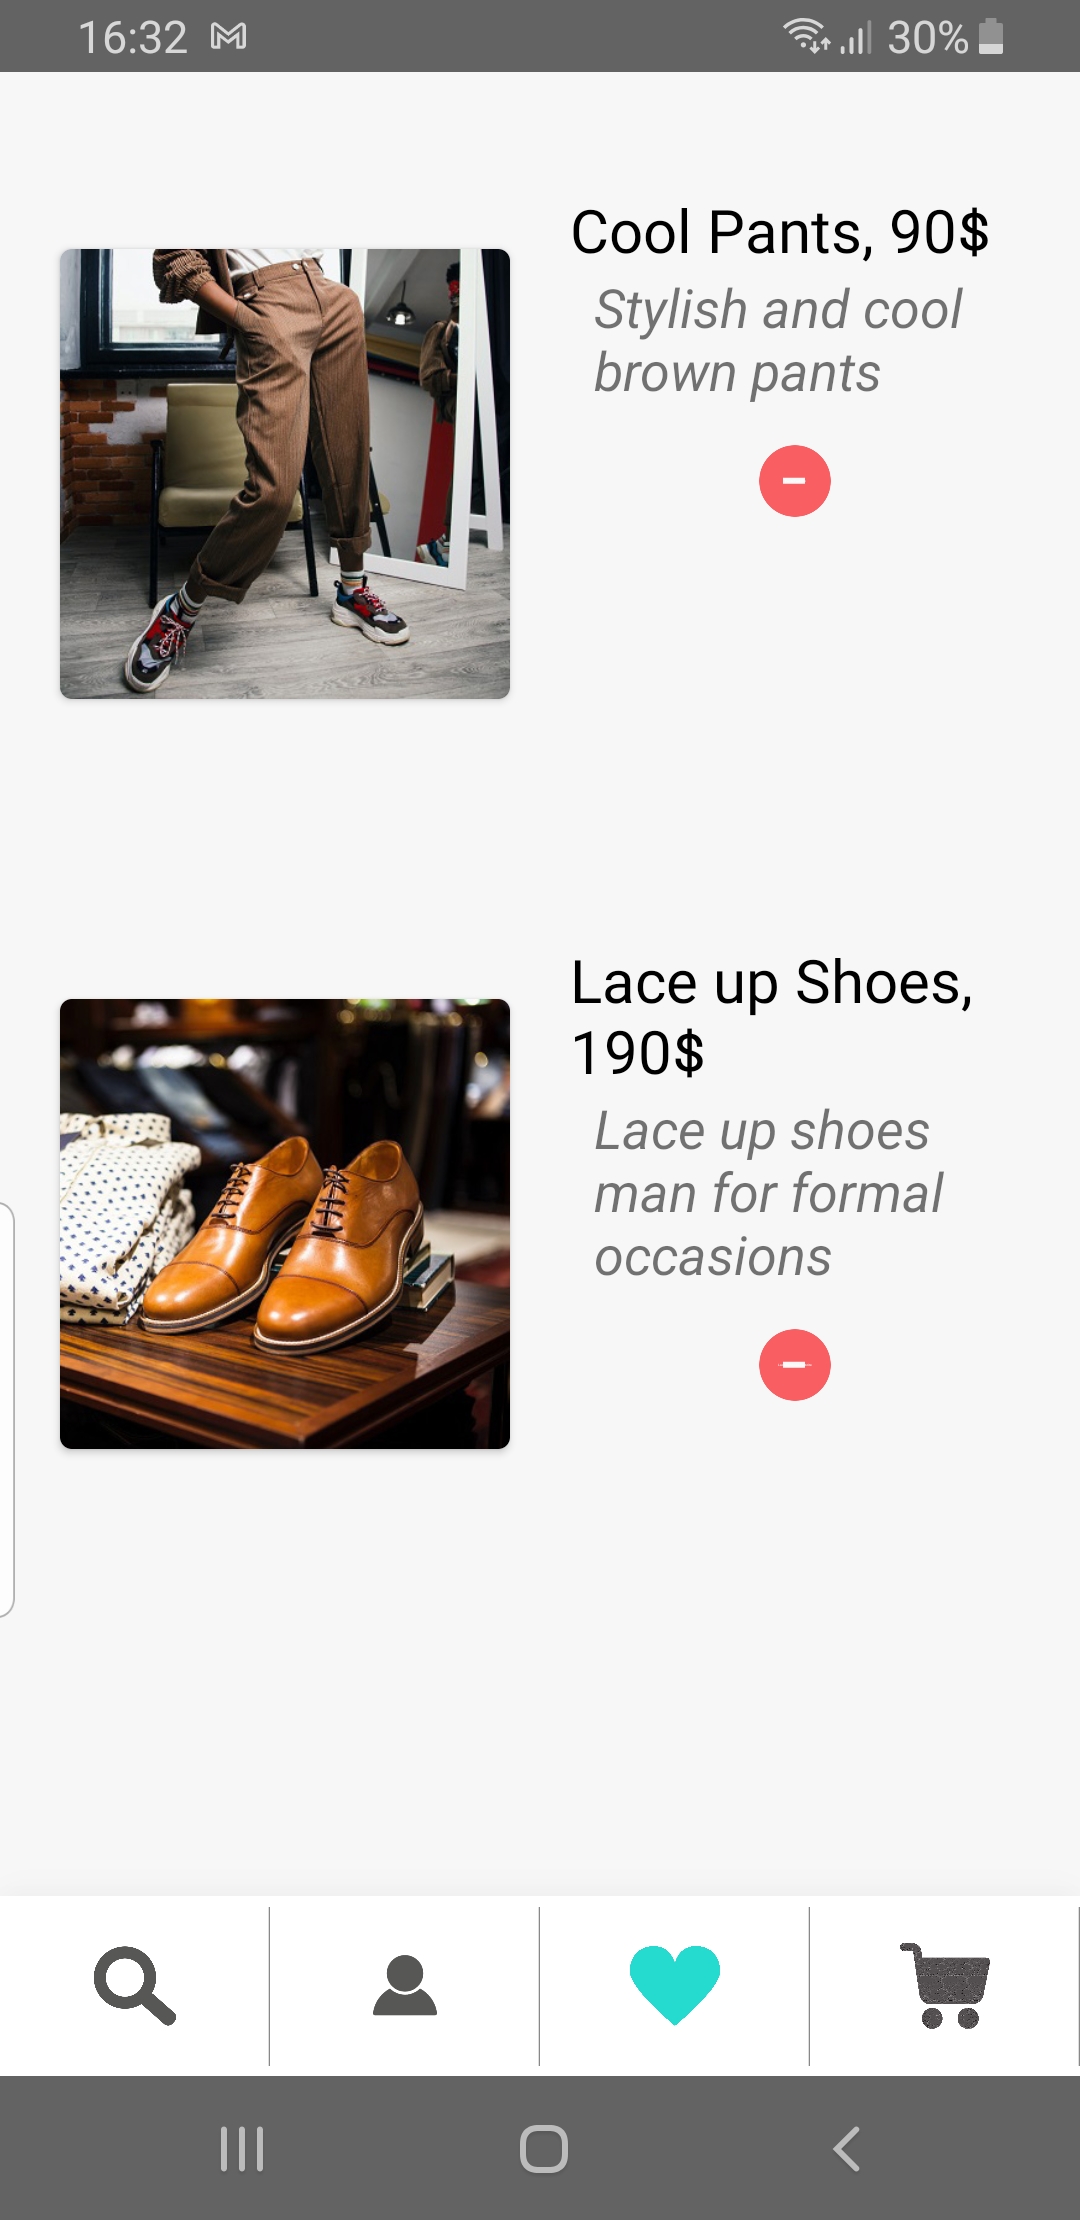 16:32
30%
Cool Pants, 90$
Stylish and cool
brown pants
Lace up Shoes,
190$
Lace up shoes
man for formal
occasions